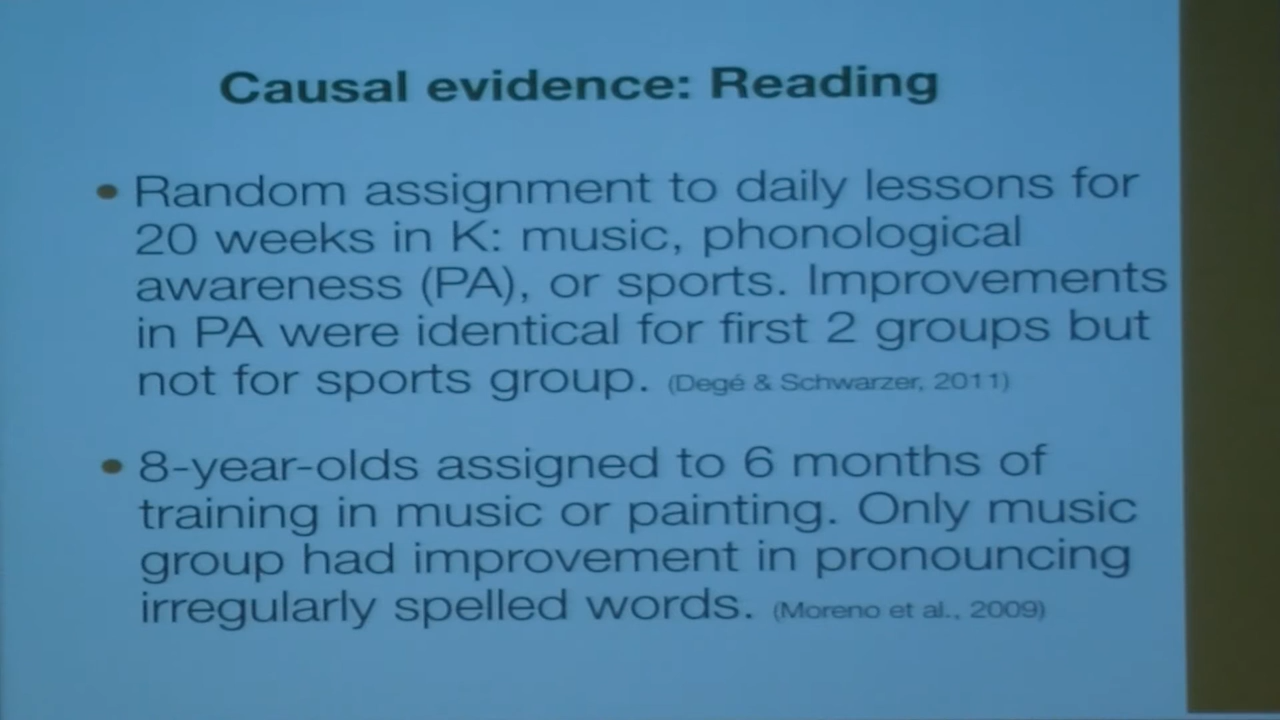 Causal evidence: Reading
• Random assignment to daily lessons for
20 weeks in K: music, phonological
awareness (PA), or sports. Improvements
in PA were identical for first 2 groups but
not for sports group. (Degé & Schwarzer, 2011)
• 8-year-olds assigned to 6 months of
training in music or painting. Only music
group had improvement in pronouncing
irregularly spelled words. (Moreno et al., 2009)